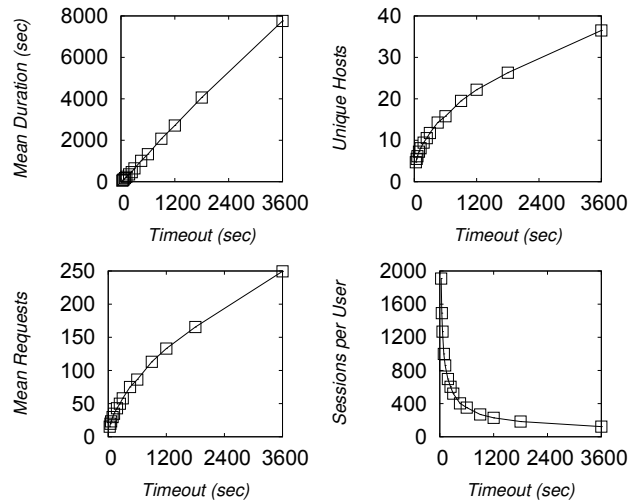 Mean Duration (sec)
8000
6000
4000
2000
0
0 1200 2400 3600
Timeout (sec)
Unique Hosts
40
30
20
10
0
0 1200 2400 3600
Timeout (sec)
Mean Requests
250
200
150
100
50
0
0 1200 2400 3600
Timeout (sec)
Sessions per User
2000
1600
1200
800
400
0
0 1200 2400 3600
Timeout (sec)